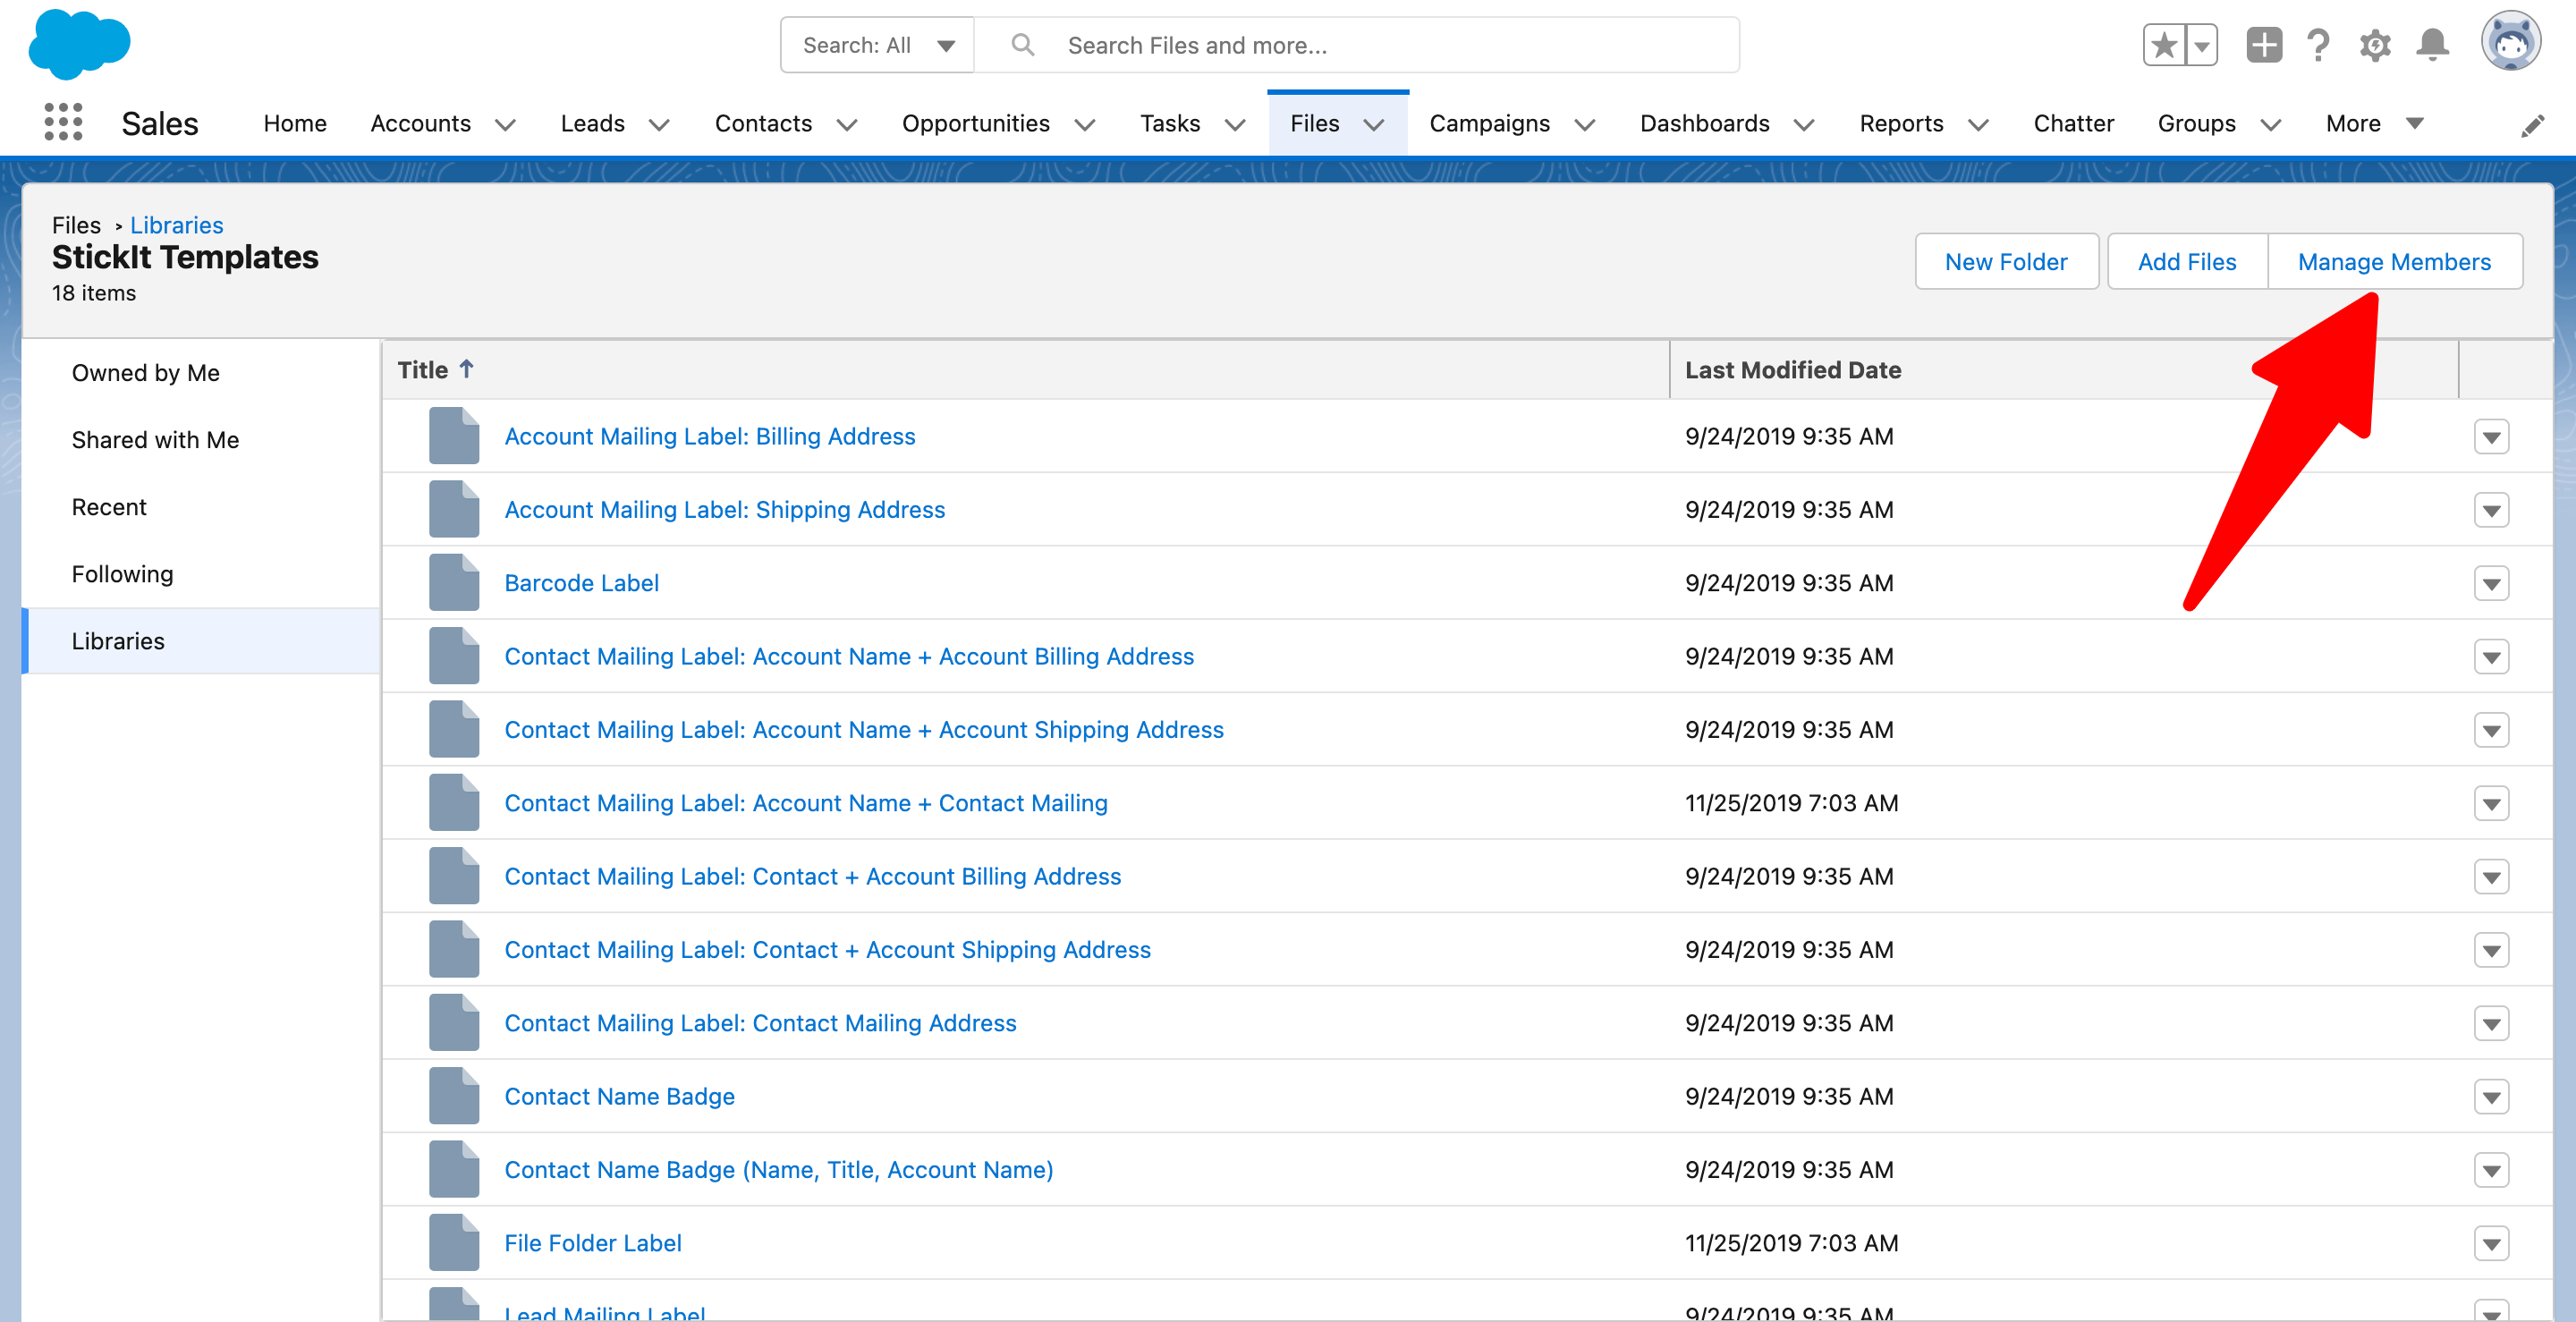 Search: All
Search Files and more...
Sales
Home
Accounts
Leads
Contacts
Opportunities
Tasks
Files
Campaigns
Dashboards
Reports
Chatter
Groups
More
Files > Libraries
StickIt Templates
18 items
New Folder
Add Files
Manage Members
Owned by Me
Shared with Me
Recent
Following
Libraries
Title
Last Modified Date
Account Mailing Label: Billing Address 9/24/2019 9:35 AM
Account Mailing Label: Shipping Address 9/24/2019 9:35 AM
Barcode Label 9/24/2019 9:35 AM
Contact Mailing Label: Account Name + Account Billing Address 9/24/2019 9:35 AM
Contact Mailing Label: Account Name + Account Shipping Address 9/24/2019 9:35 AM
Contact Mailing Label: Account Name + Contact Mailing 11/25/2019 7:03 AM
Contact Mailing Label: Contact + Account Billing Address 9/24/2019 9:35 AM
Contact Mailing Label: Contact + Account Shipping Address 9/24/2019 9:35 AM
Contact Mailing Label: Contact Mailing Address 9/24/2019 9:35 AM
Contact Name Badge 9/24/2019 9:35 AM
Contact Name Badge (Name, Title, Account Name) 9/24/2019 9:35 AM
File Folder Label 11/25/2019 7:03 AM
Lead Mailing Label 9/24/2019 9:35 AM